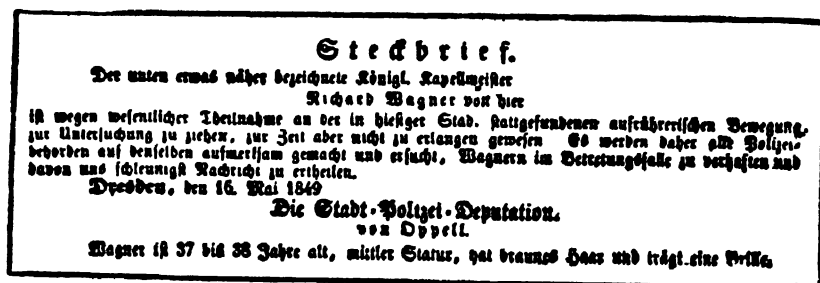 Steckbrief.
Der unten etwas näher bezeichnete Königl. Kapellmeister
Richard Wagner von hier
ist wegen wesentlicher Theilnahme an der in hiesiger Stad. stattgefundenen aufrührerischen Bewegung,
zur Untersuchung zu ziehen, zur Zeit aber nicht zu erlangen gewesen Es werden daher alle Polizei-
behörden auf denselben aufmerksam gemacht und ersucht, Wagnern im Betretungsfalle zu verhaften und
davon uns schleunigst Nachricht zu ertheilen.
Dresden, den 16. Mai 1849
Die Stadt-Polizei-Deputation.
von Oppell.
Wagner ist 37 bis 38 Jahre alt, mittler Statur, hat braunes Haar und trägt eine Brille.